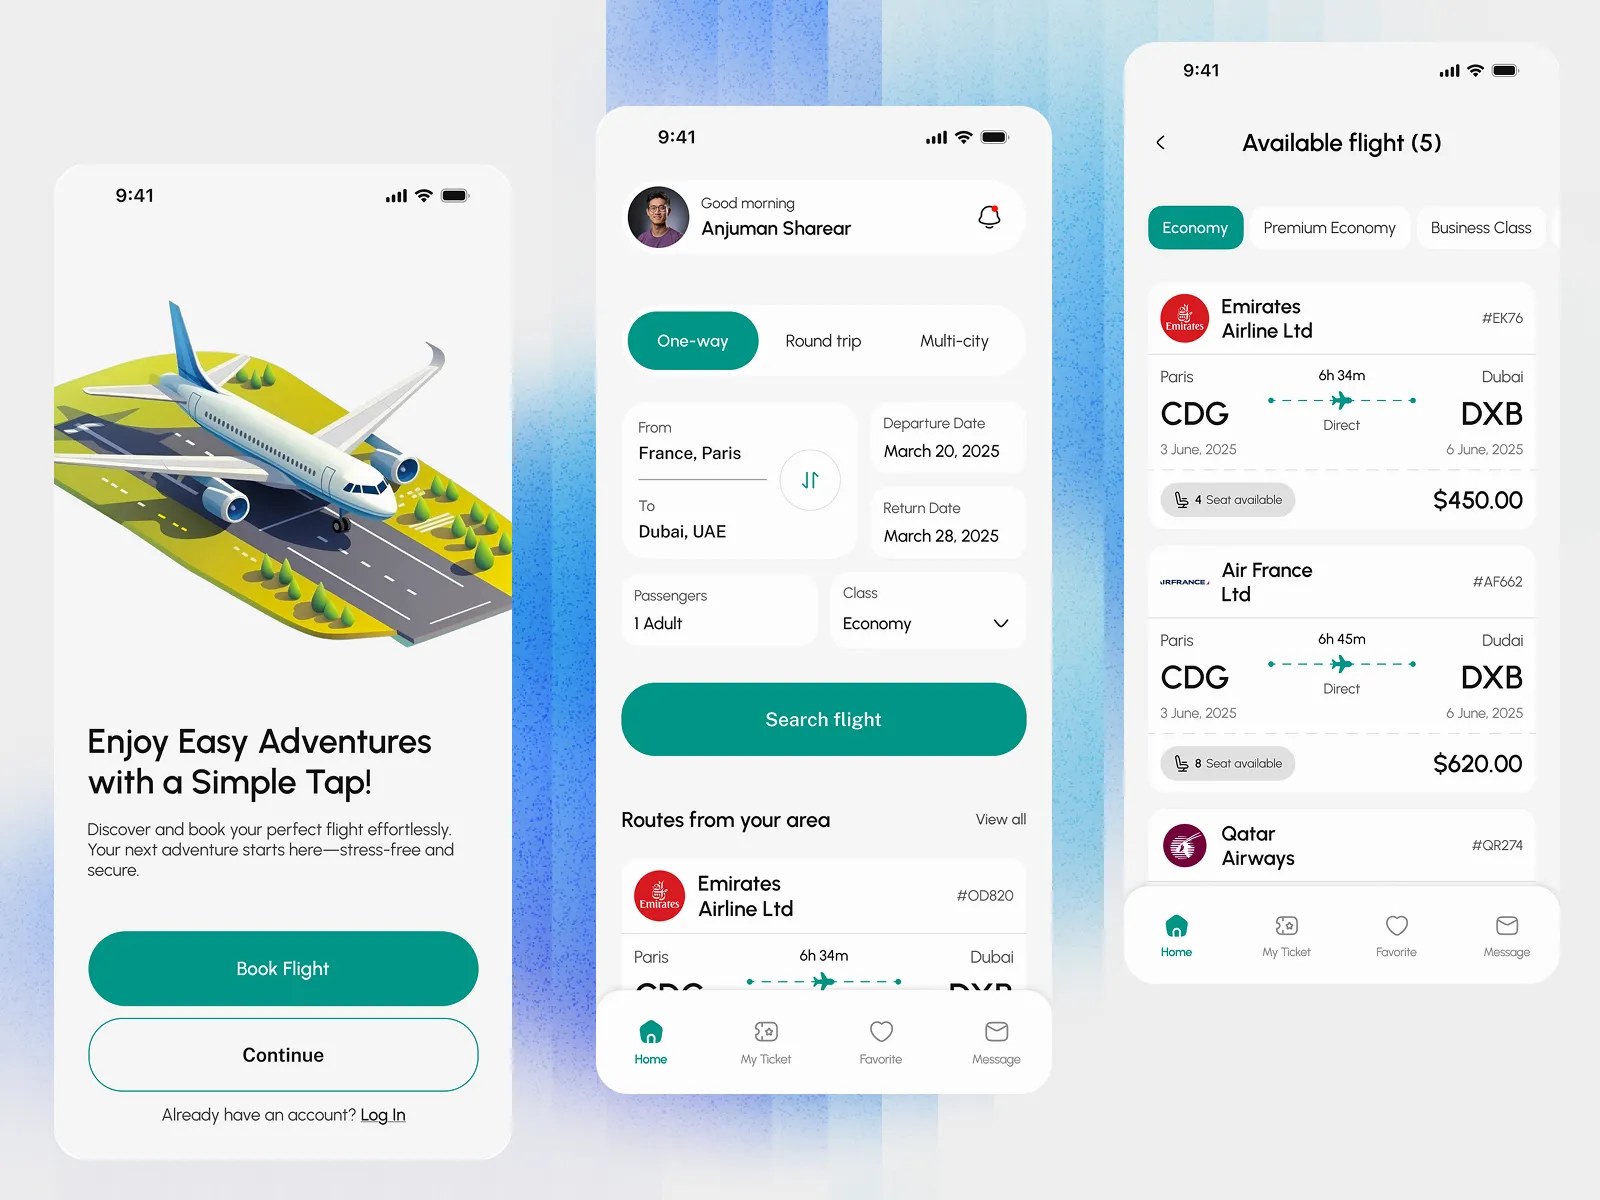 9:41
Enjoy Easy Adventures
with a Simple Tap!
Discover and book your perfect flight effortlessly.
Your next adventure starts here—stress-free and
secure.
Book Flight
Continue
Already have an account? Log In
9:41
Good morning
Anjuman Sharear
One-way
Round trip
Multi-city
From
France, Paris
To
Dubai, UAE
Departure Date
March 20, 2025
Return Date
March 28, 2025
Passengers
1 Adult
Class
Economy
Search flight
Routes from your area
View all
Emirates
Emirates
Airline Ltd
#OD820
Paris
6h 34m
Dubai
CDG
DXB
Home
My Ticket
Favorite
Message
9:41
Available flight (5)
Economy
Premium Economy
Business Class
Emirates
Emirates
Airline Ltd
#EK76
Paris
6h 34m
Dubai
CDG
DXB
Direct
3 June, 2025
6 June, 2025
4 Seat available
$450.00
AIRFRANCE
Air France
Ltd
#AF662
Paris
6h 45m
Dudai
CDG
DXB
Direct
3 June, 2025
6 June, 2025
8 Seat available
$620.00
Qatar
Airways
#QR274
Home
My Ticket
Favorite
Message